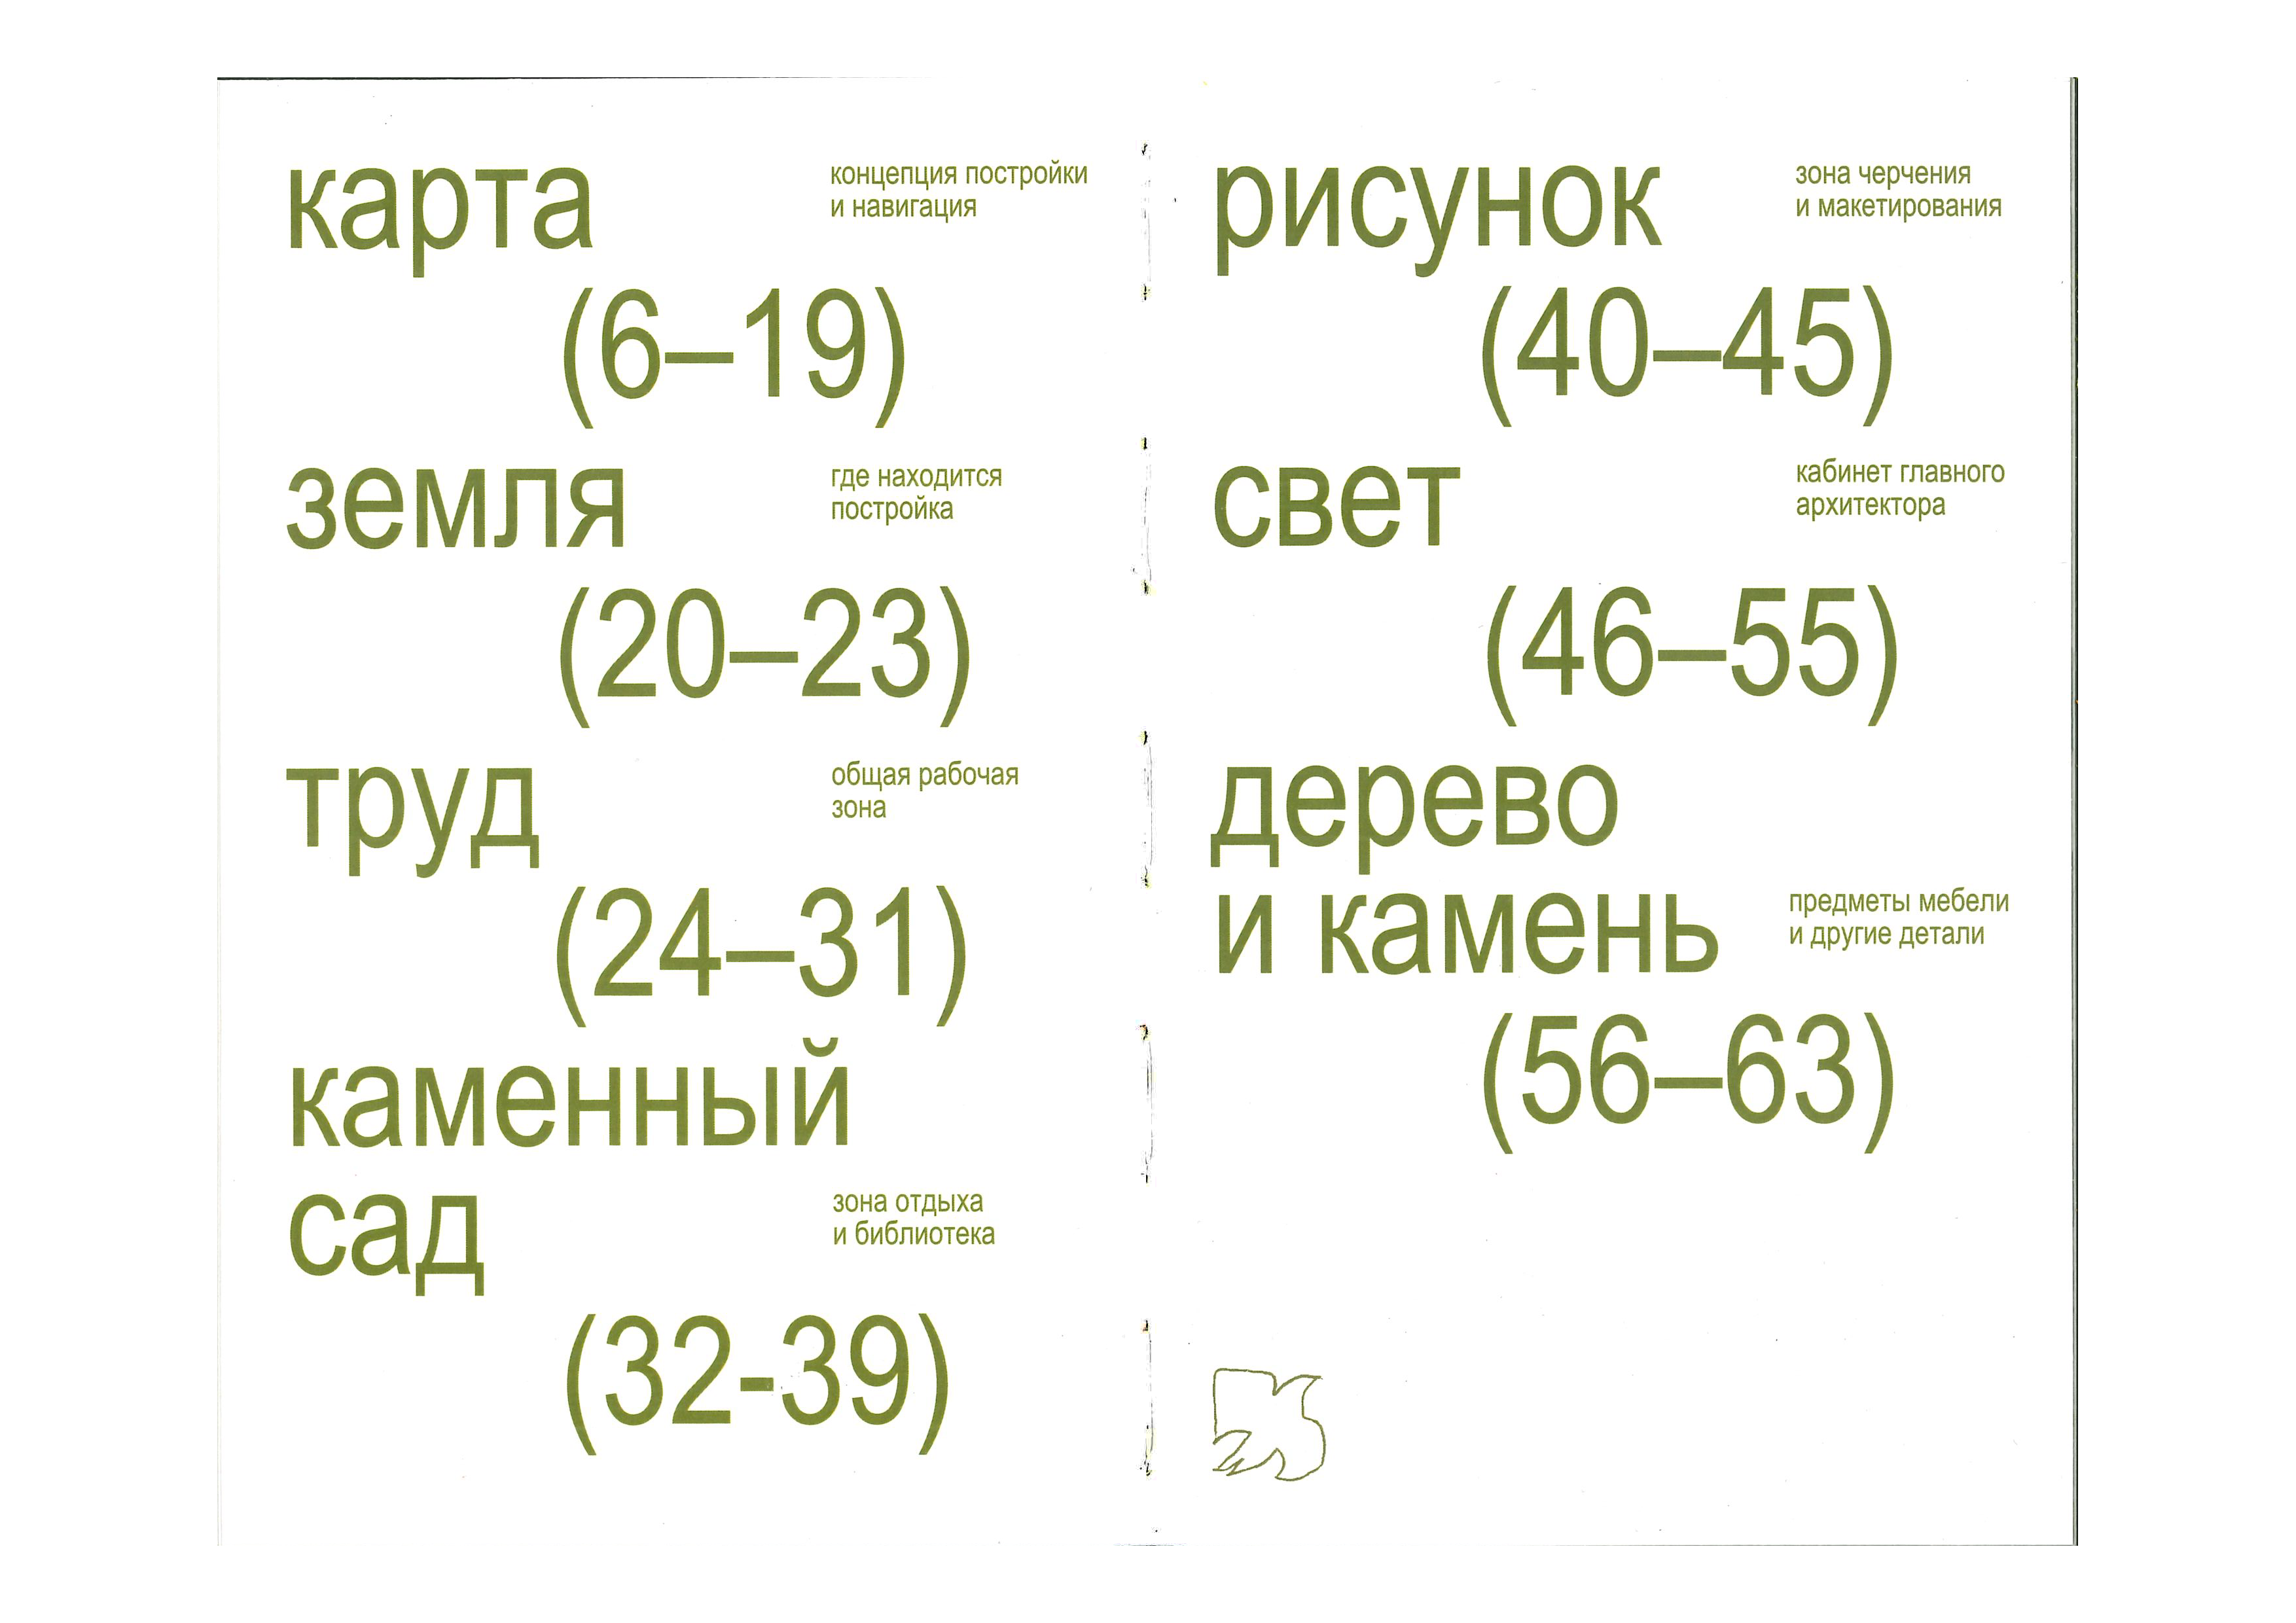 карта
концепция постройки
и навигация
(6–19)
земля
где находится
постройка
(20–23)
труд
общая рабочая
зона
(24–31)
каменный
сад
зона отдыха
и библиотека
(32-39)
рисунок
зона черчения
и макетирования
(40–45)
свет
кабинет главного
архитектора
(46–55)
дерево
и камень
предметы мебели
и другие детали
(56–63)